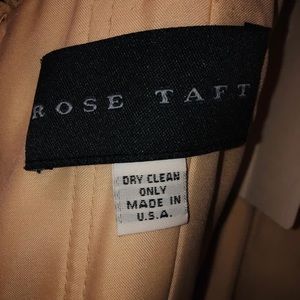 ROSE TAFT
DRY CLEAN
ONLY
MADE IN
U.S.A.